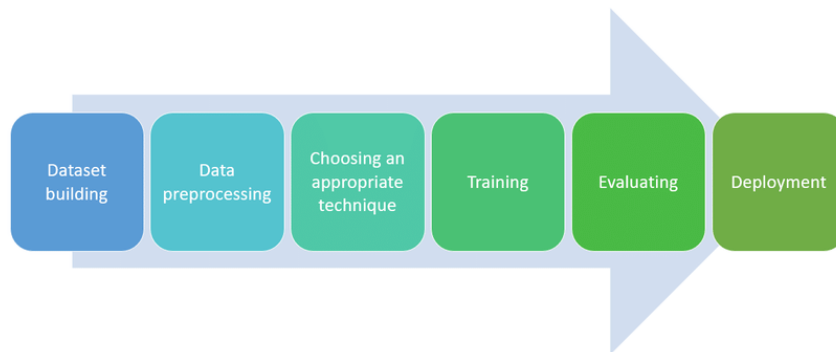 Dataset
building
Data
preprocessing
Choosing an
appropriate
technique
Training
Evaluating
Deployment